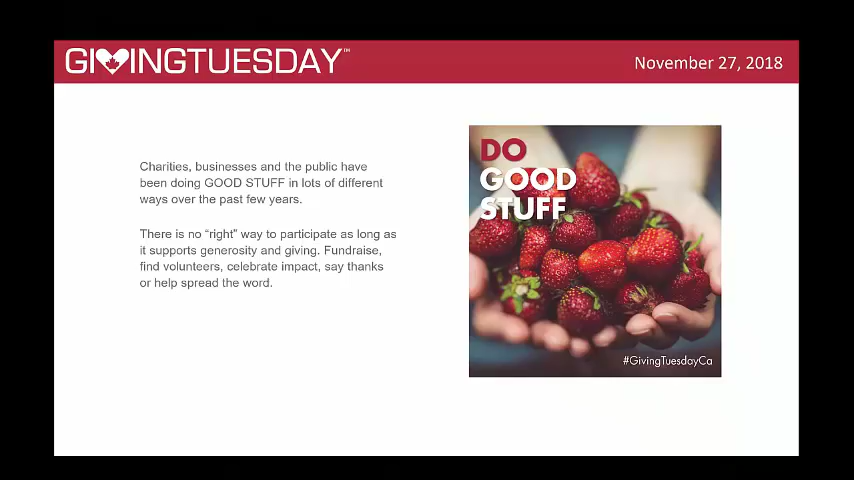 GIVINGTUESDAY™
November 27, 2018
Charities, businesses and the public have
been doing GOOD STUFF in lots of different
ways over the past few years.
There is no “right” way to participate as long as
it supports generosity and giving. Fundraise,
find volunteers, celebrate impact, say thanks
or help spread the word.
DO
GOOD
STUFF
#GivingTuesdayCa